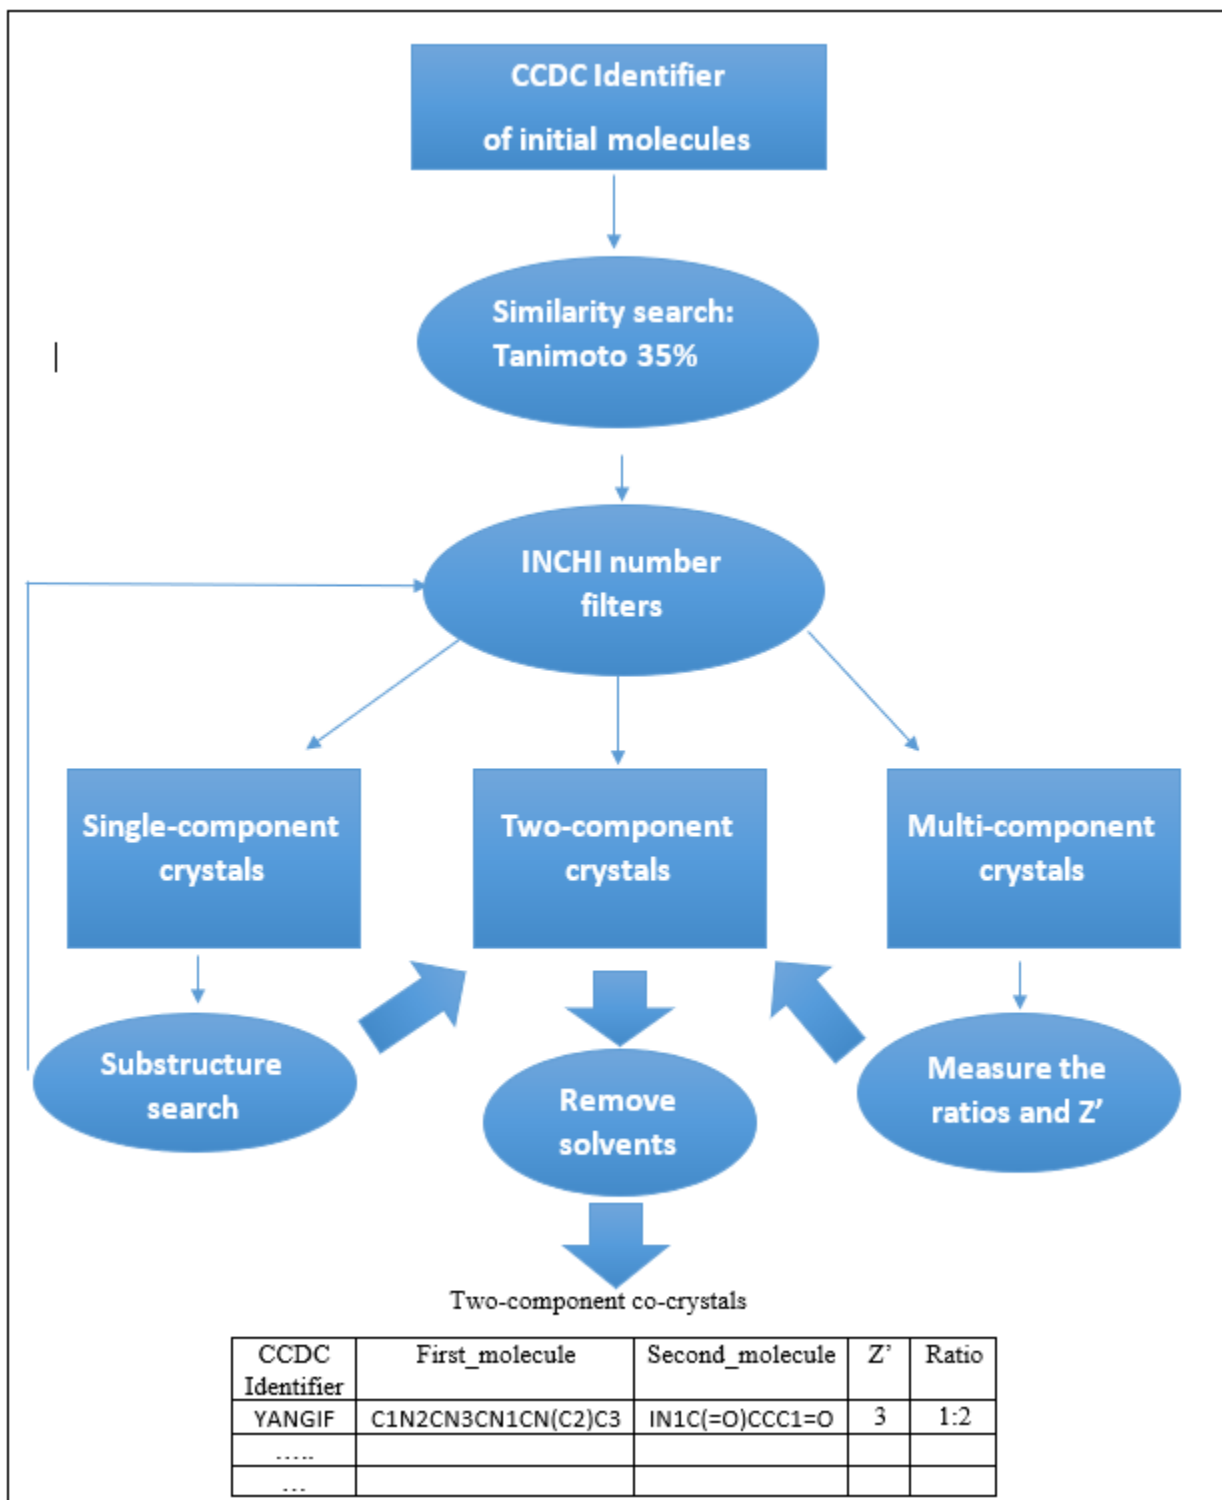 CCDC Identifier
of initial molecules
Similarity search:
Tanimoto 35%
INCHI number
filters
Single-component
crystals
Two-component
crystals
Multi-component
crystals
Substructure
search
Remove
solvents
Measure the
ratios and Z’
Two-component co-crystals
CCDC Identifier First_molecule Second_molecule Z’ Ratio
YANGIF C1N2CN3CN1CN(C2)C3 IN1C(=O)CCC1=O 3 1:2
.....
...